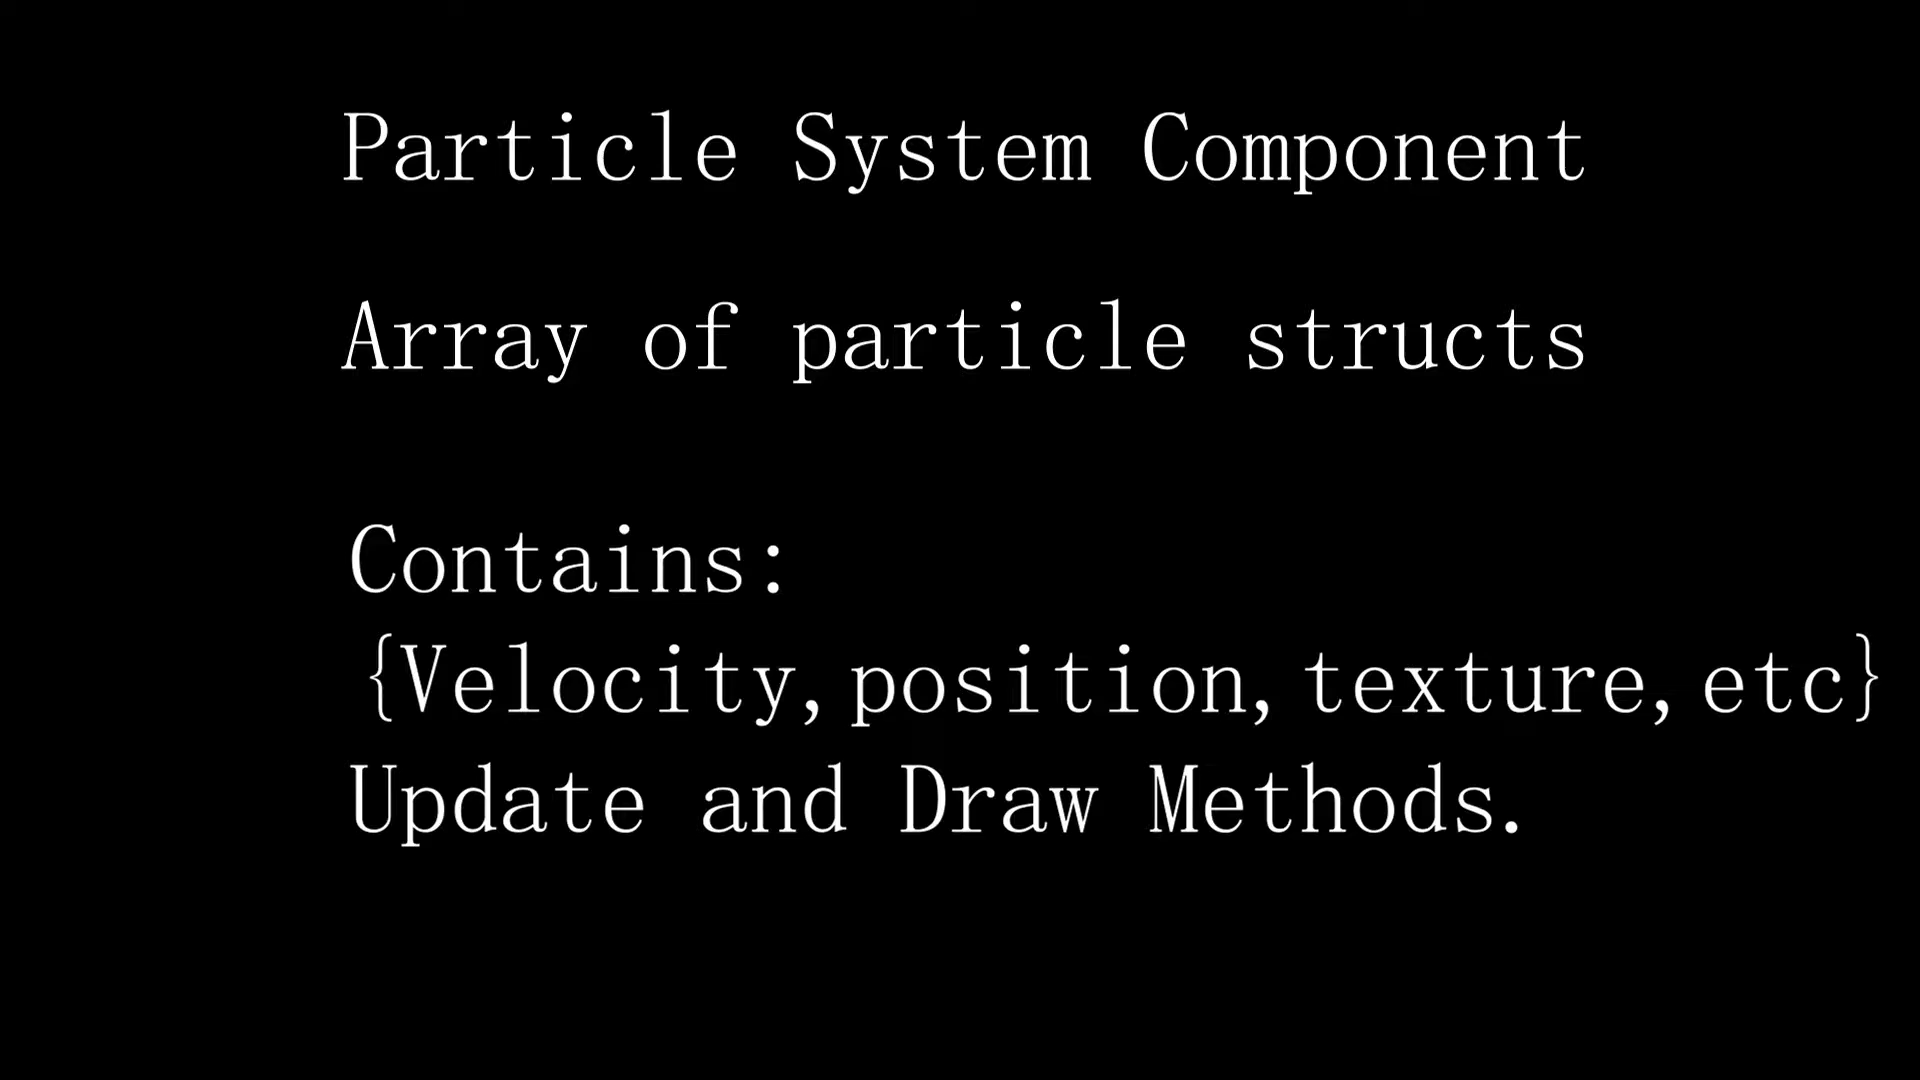 Particle System Component
Array of particle structs
Contains:
{Velocity,position,texture,etc}
Update and Draw Methods.